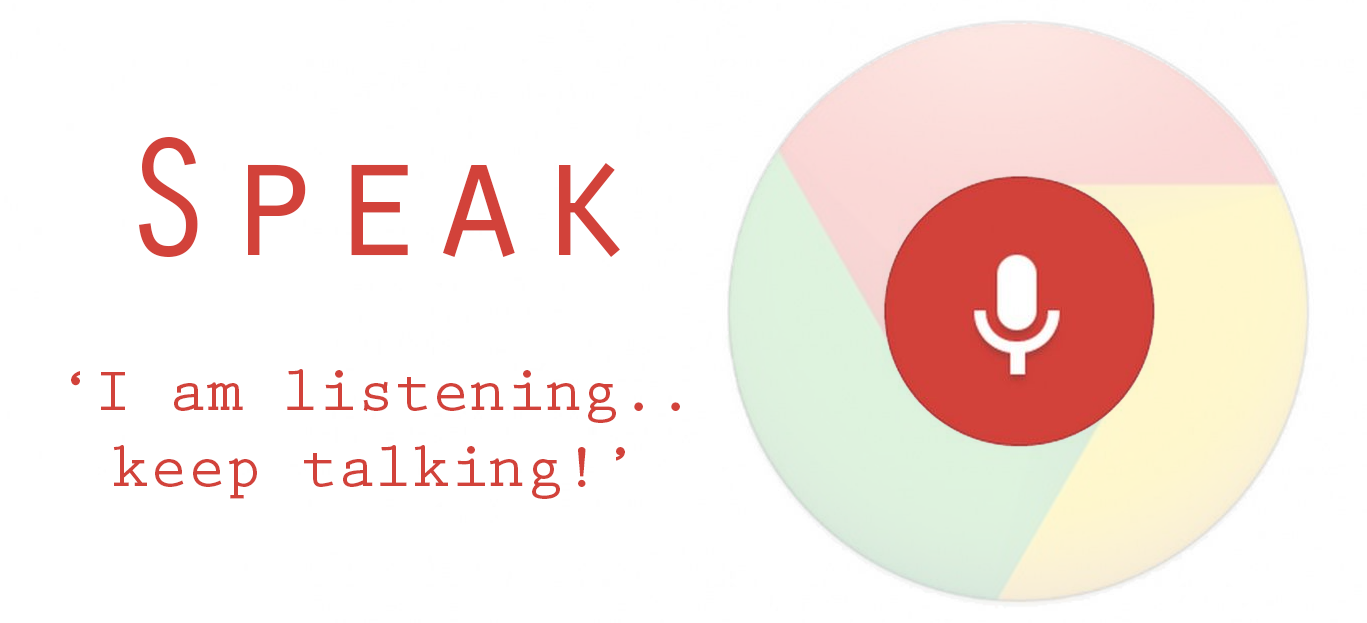 Speak
‘I am listening..
keep talking!’